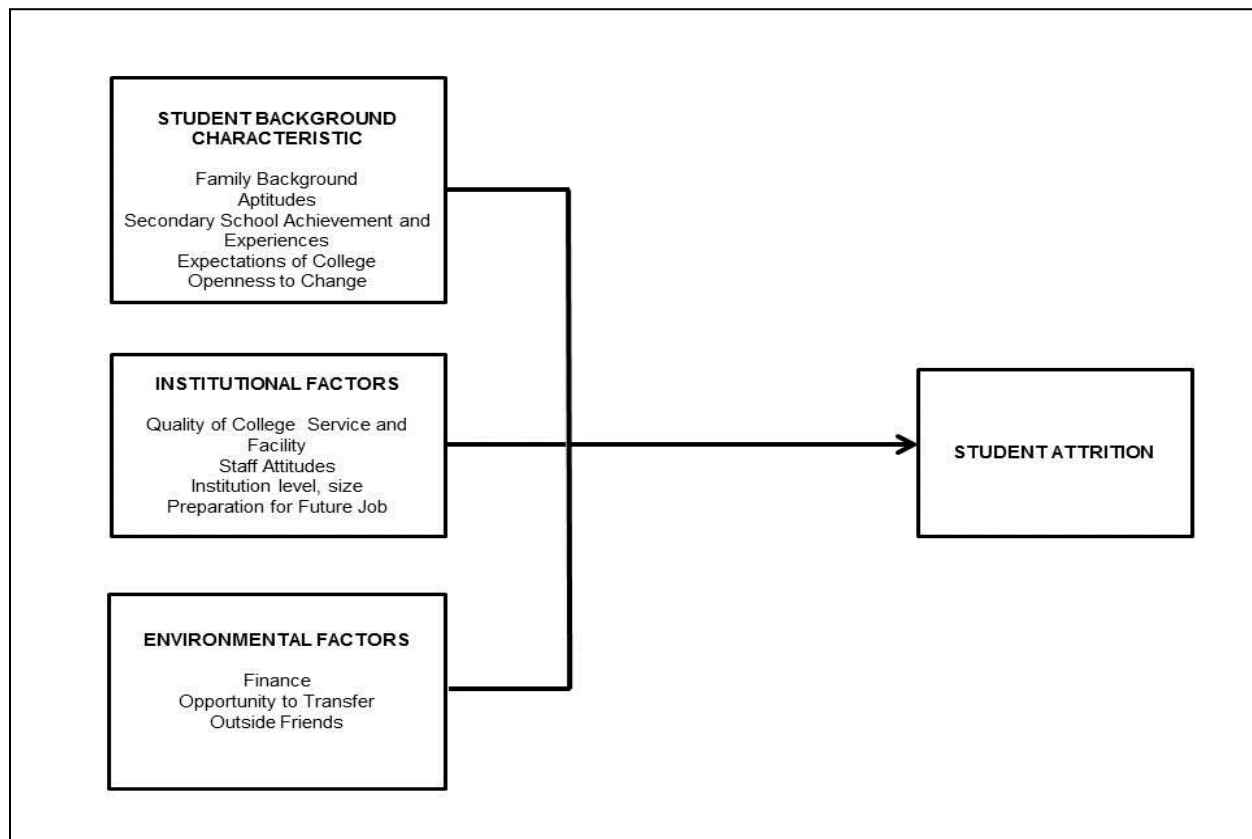 STUDENT BACKGROUND
CHARACTERISTIC
Family Background
Aptitudes
Secondary School Achievement and
Experiences
Expectations of College
Openness to Change
INSTITUTIONAL FACTORS
Quality of College Service and
Facility
Staff Attitudes
Institution level, size
Preparation for Future Job
ENVIRONMENTAL FACTORS
Finance
Opportunity to Transfer
Outside Friends
STUDENT ATTRITION